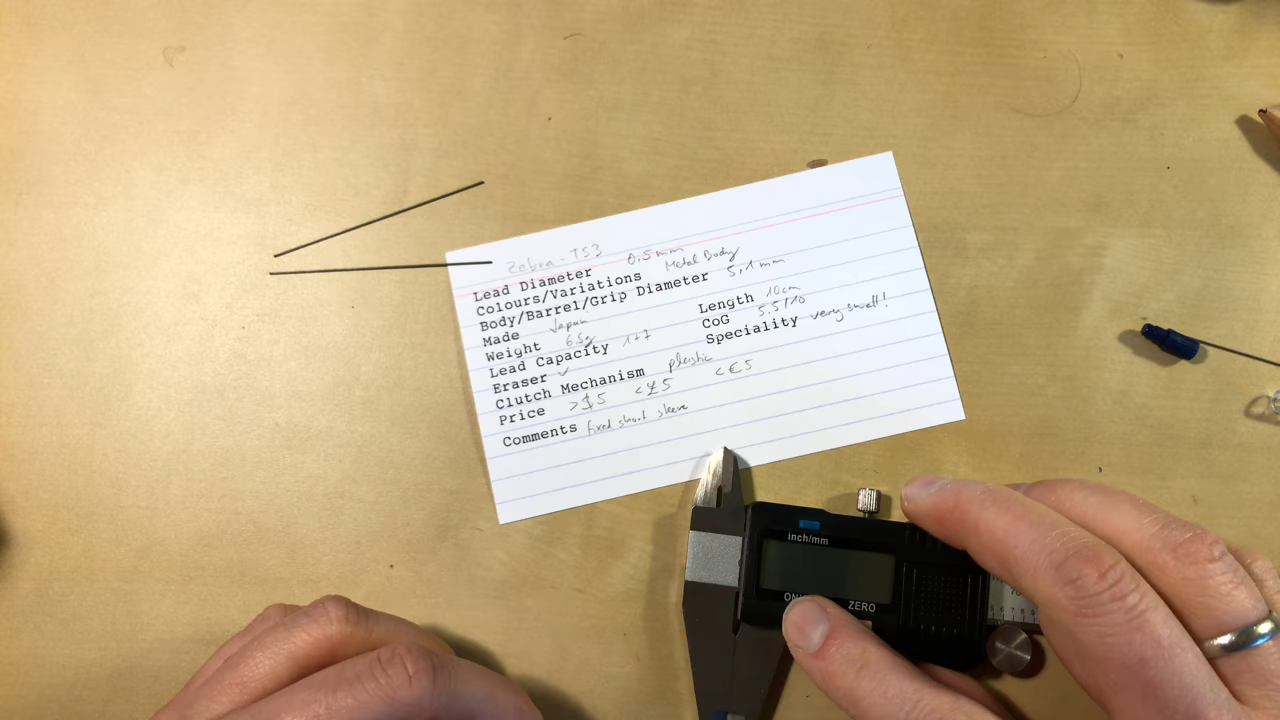 Zebra - TS3
Lead Diameter 0.5mm
Colours/Variations Metal Body
Body/Barrel/Grip Diameter 5,1mm
Made Japan Length 10cm
Weight 6.5g CoG 5.5/10
Lead Capacity 1+7 Speciality very small!
Eraser ✓
Clutch Mechanism plastic
Price >$5 <£5 <€5
Comments fixed short sleeve
inch/mm
ZERO